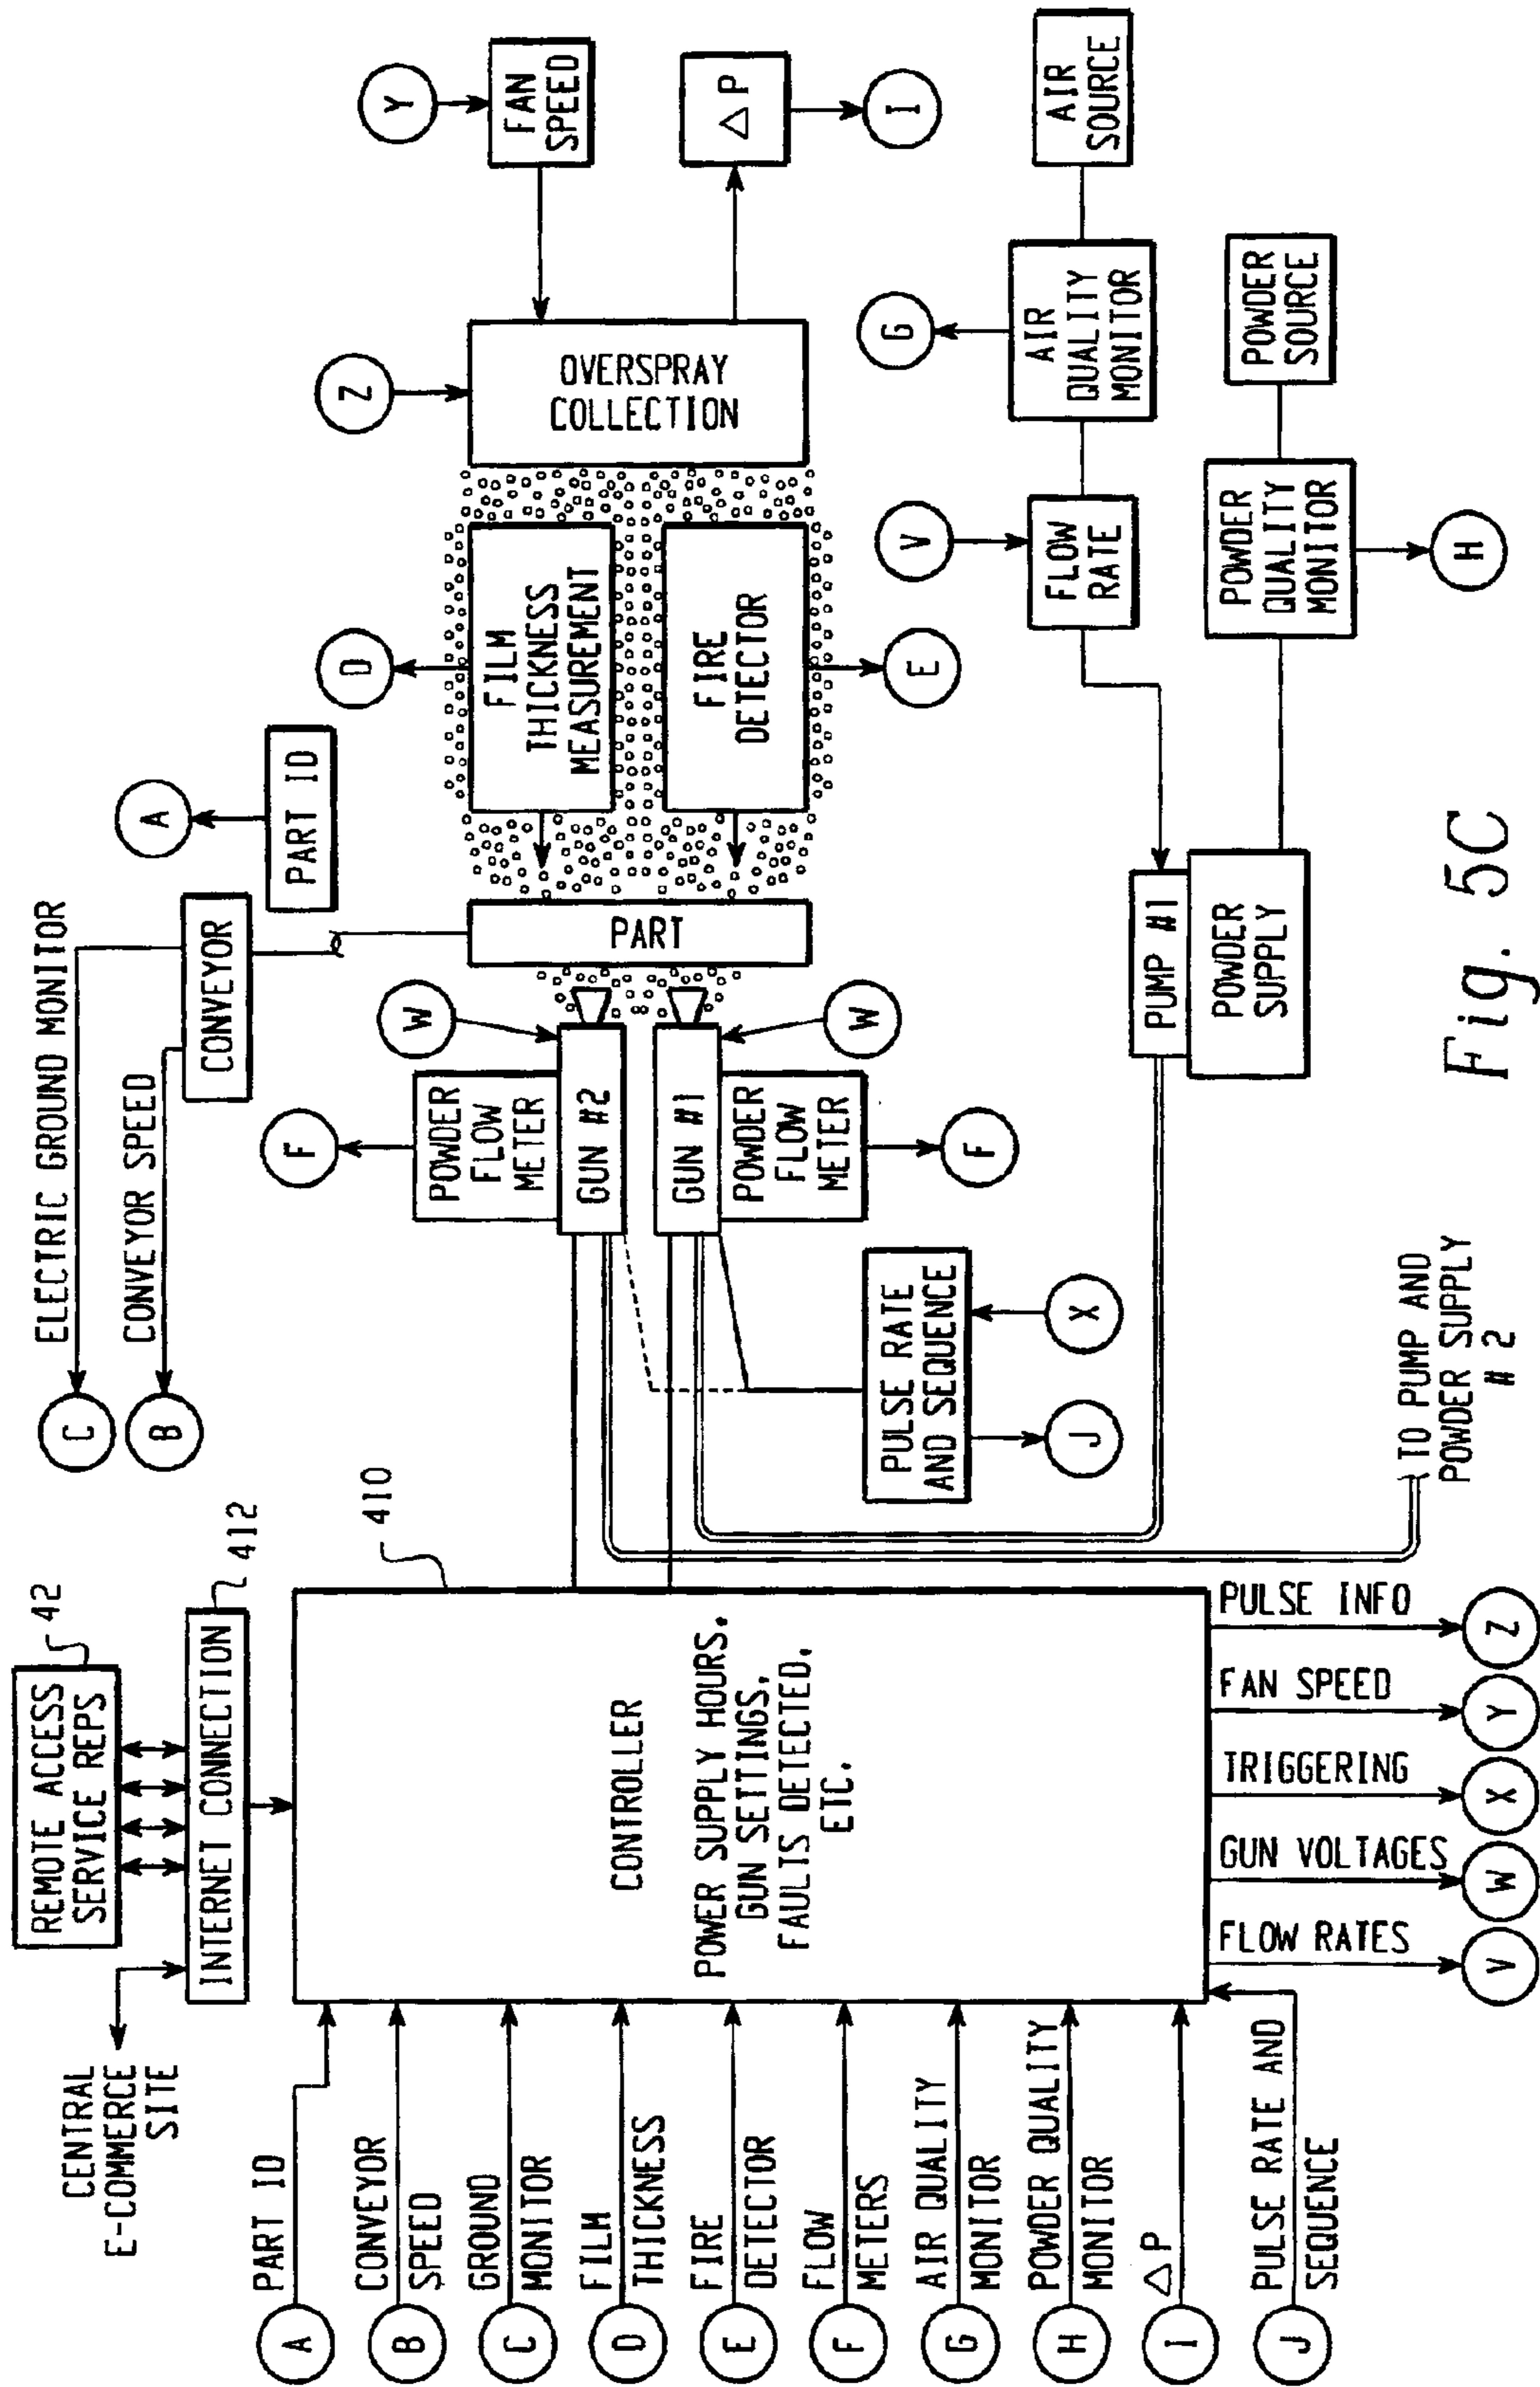 CENTRAL
E-COMMERCE
SITE
REMOTE ACCESS
SERVICE REPS
42
INTERNET CONNECTION
412
410
A
PART ID
B
CONVEYOR
SPEED
C
GROUND
MONITOR
D
FILM
THICKNESS
E
FIRE
DETECTOR
F
FLOW
METERS
G
AIR QUALITY
MONITOR
H
POWDER QUALITY
MONITOR
I
△P
J
PULSE RATE AND
SEQUENCE
CONTROLLER
POWER SUPPLY HOURS,
GUN SETTINGS,
FAULIS DETECTED,
ETC.
FLOW RATES
V
GUN VOLTAGES
W
TRIGGERING
X
FAN SPEED
Y
PULSE INFO
Z
C
ELECTRIC GROUND MONITOR
B
CONVEYOR SPEED
CONVEYOR
A
PART ID
F
POWDER
FLOW
METER
GUN #2
W
GUN #1
POWDER
FLOW
METER
W
F
PULSE RATE
AND SEQUENCE
J
X
TO PUMP AND
POWDER SUPPLY
# 2
PART
D
FILM
THICKNESS
MEASUREMENT
FIRE
DETECTOR
E
Z
OVERSPRAY
COLLECTION
Y
FAN
SPEED
△P
I
PUMP #1
POWDER
SUPPLY
V
FLOW
RATE
G
AIR
QUALITY
MONITOR
AIR
SOURCE
POWDER
QUALITY
MONITOR
H
POWDER
SOURCE
Fig. 5C